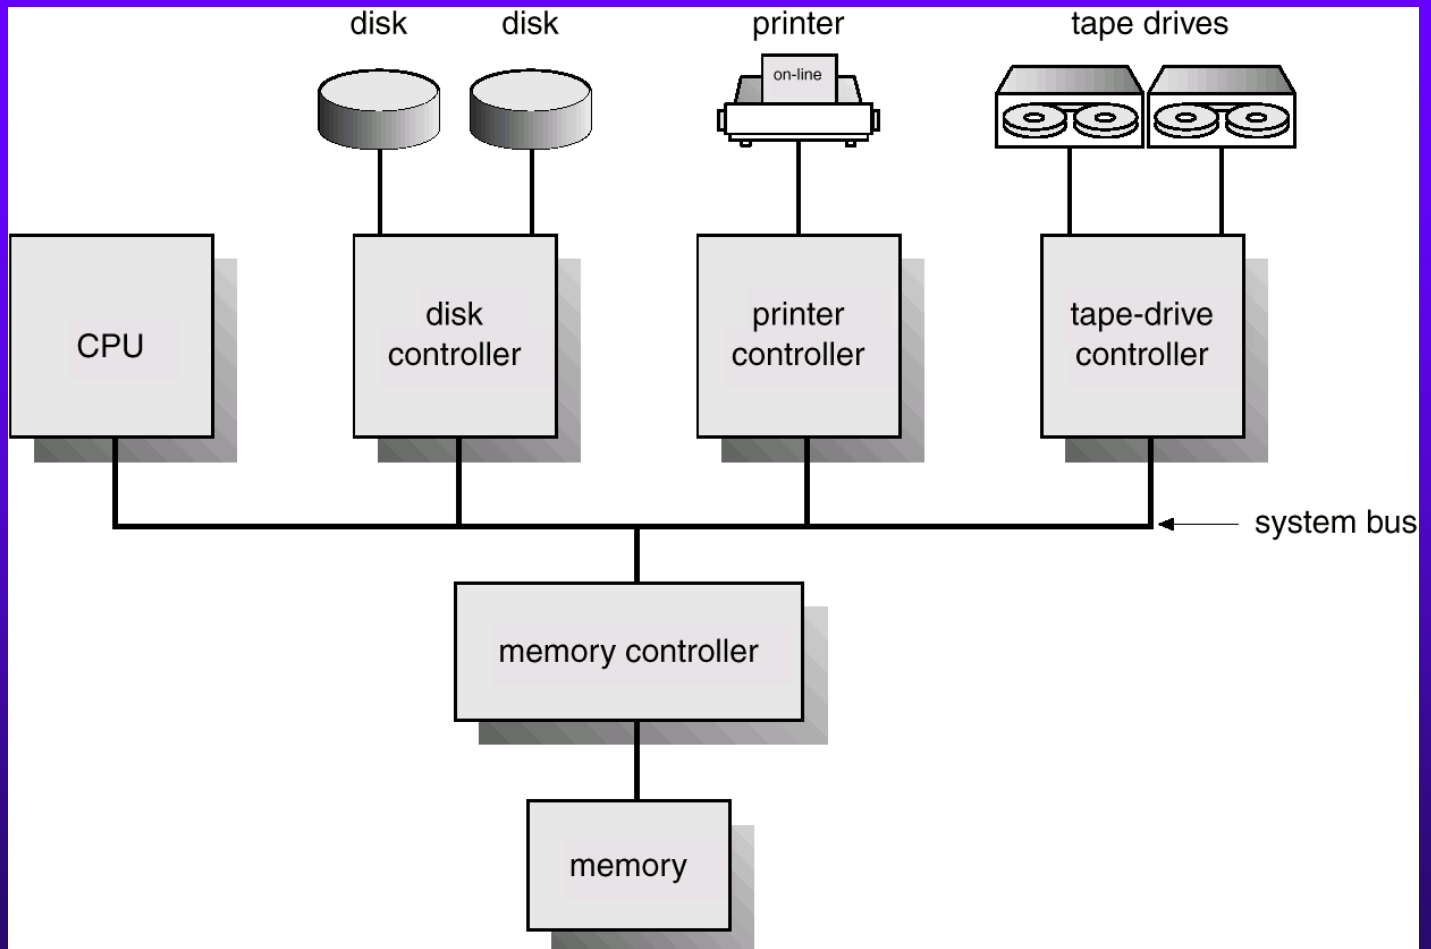 disk
disk
printer
tape drives
on-line
CPU
disk
controller
printer
controller
tape-drive
controller
system bus
memory controller
memory